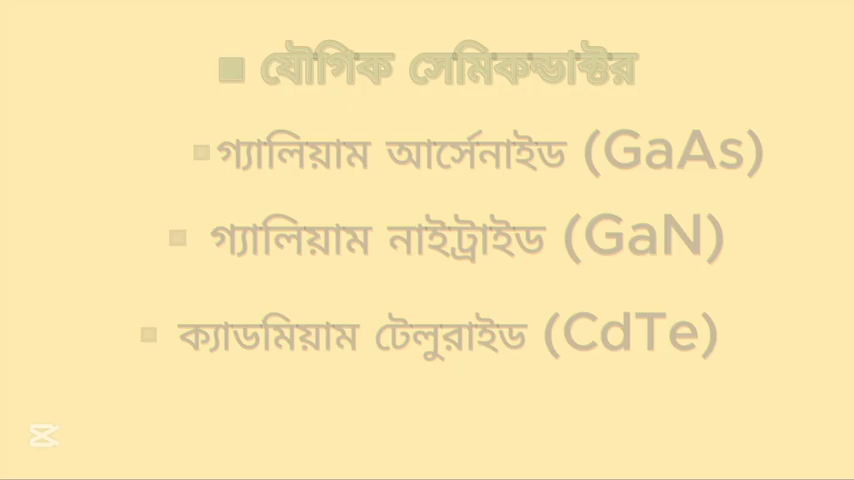 ■ যৌগিক সেমিকন্ডাক্টর
▪ গ্যালিয়াম আর্সেনাইড (GaAs)
▪ গ্যালিয়াম নাইট্রাইড (GaN)
▪ ক্যাডমিয়াম টেলুরাইড (CdTe)